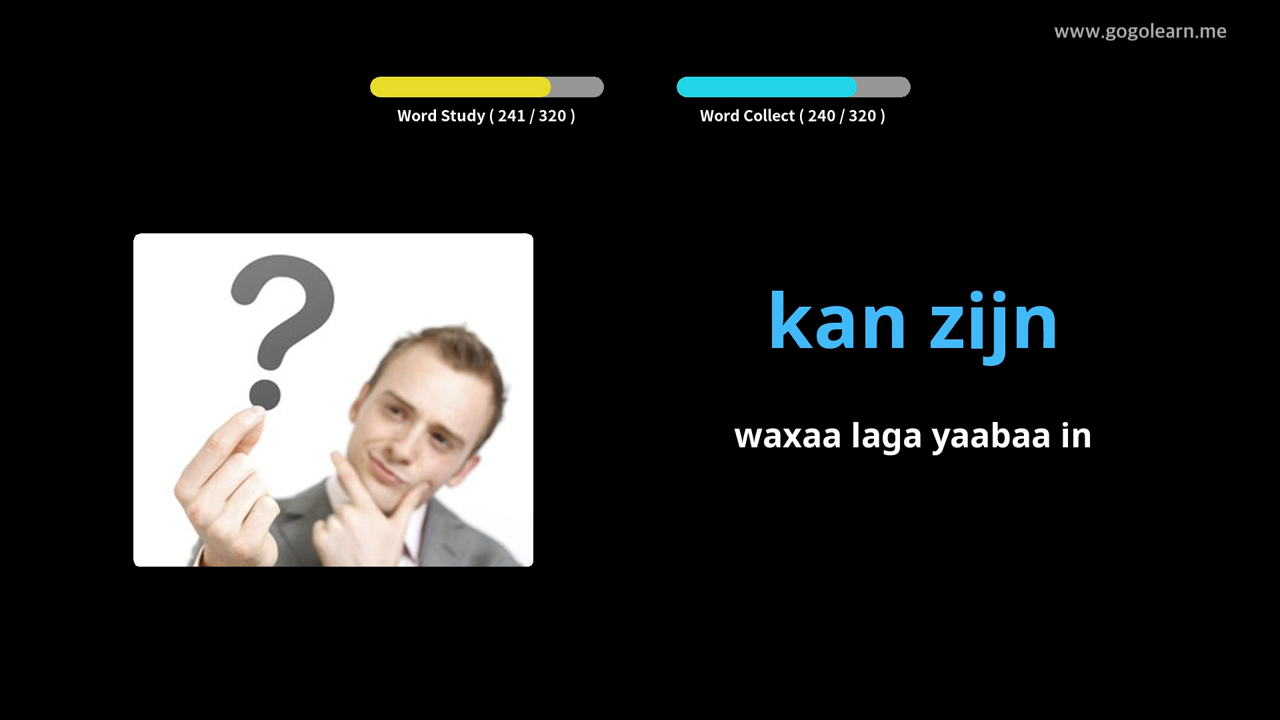 www.gogolearn.me
Word Study ( 241 / 320 )
Word Collect ( 240 / 320 )
kan zijn
waxaa laga yaabaa in